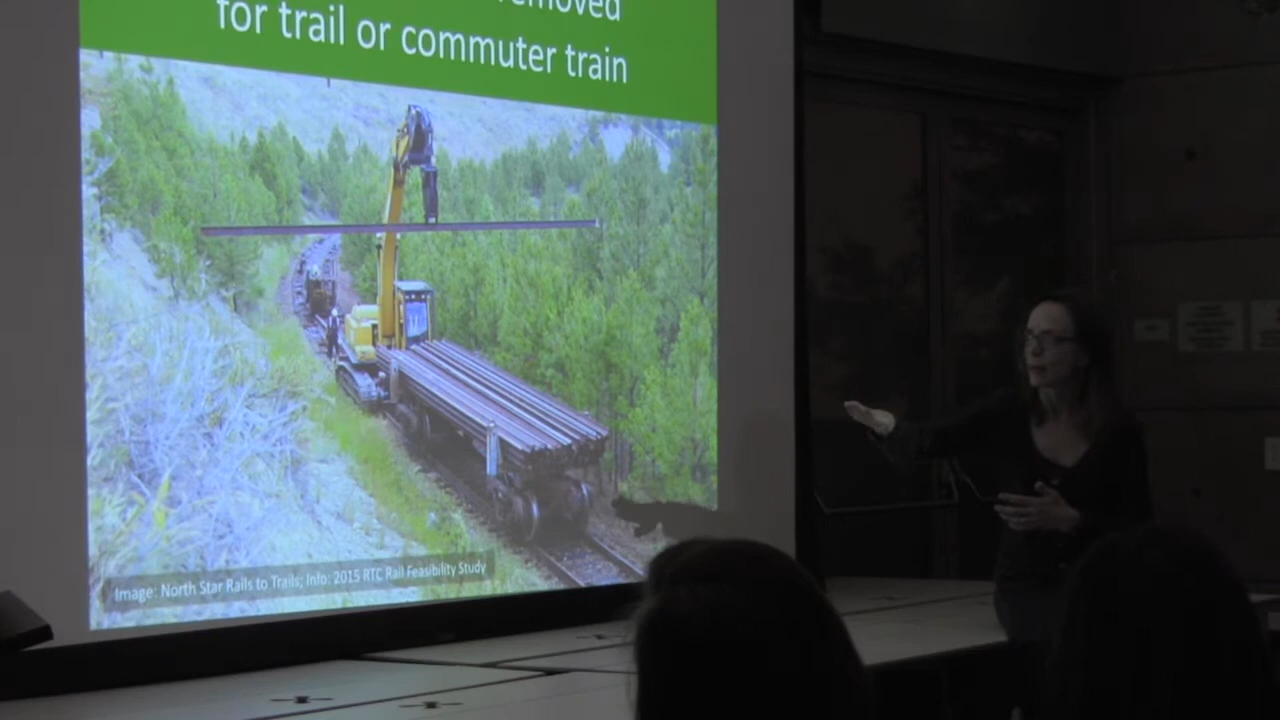 removed
for trail or commuter train
Image: North Star Rails to Trails; Info: 2015 RTC Rail Feasibility Study